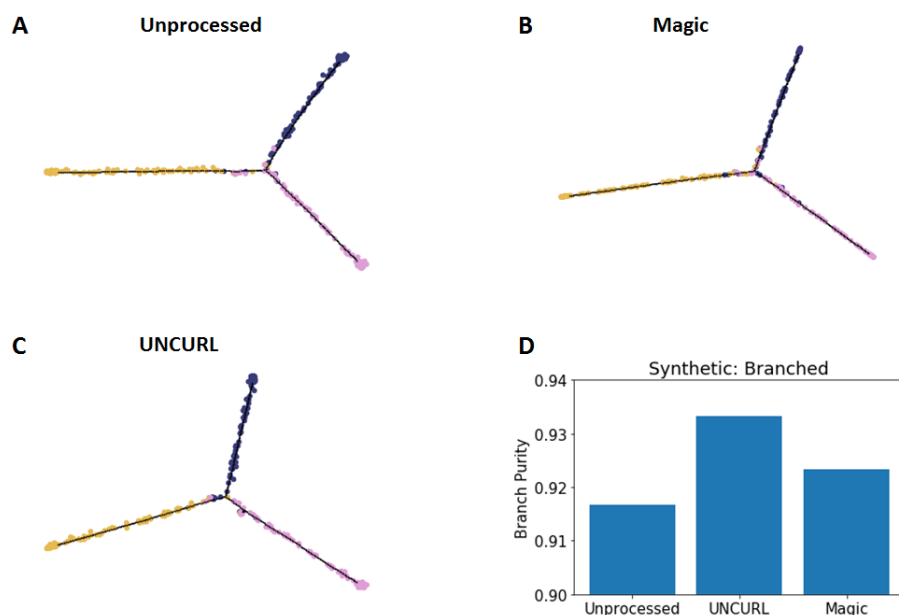 A
Unprocessed
B
Magic
C
UNCURL
D
Synthetic: Branched
Branch Purity
0.94
0.93
0.92
0.91
0.90
Unprocessed UNCURL Magic